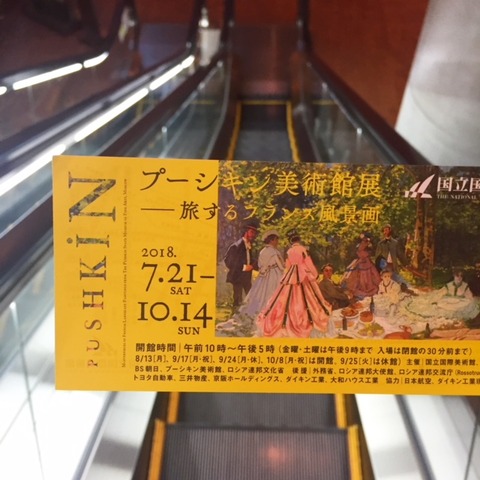 PUSHKiN
プーシキン美術館展
──旅するフランス風景画
2018.
7.21–
SAT
10.14
SUN
国立国
THE NATIONAL
開館時間|午前10時〜午後5時(金曜・土曜は午後9時まで 入場は閉館の30分前まで)
8/13[月]、9/17[月・祝]、9/24[月・休]、10/8[月・祝]は開館、9/25[火]は休館) 主催|国立国際美術館、
BS朝日、プーシキン美術館、ロシア連邦文化省 後援|外務省、ロシア連邦大使館、ロシア連邦交流庁
トヨタ自動車、三井物産、京阪ホールディングス、ダイキン工業、大和ハウス工業 協力|日本航空、ダイキン工業